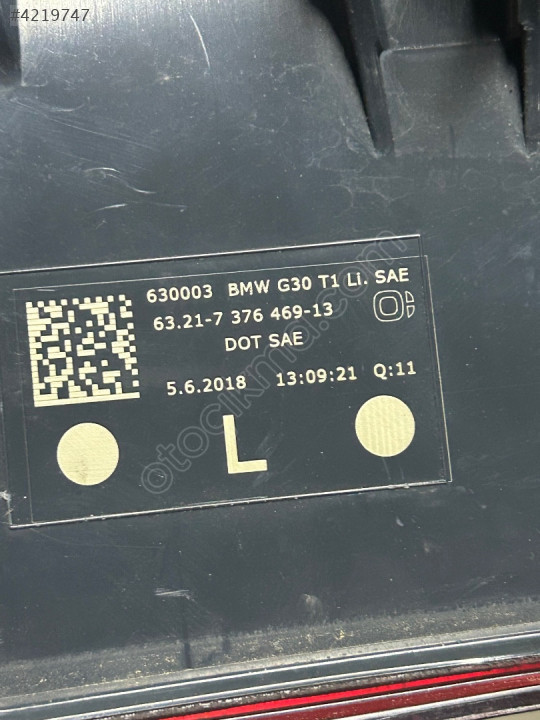 #4219747
630003 BMW G30 T1 Li. SAE
63.21-7 376 469-13
DOT SAE
5.6.2018 13:09:21 Q:11
L
otocikma.com